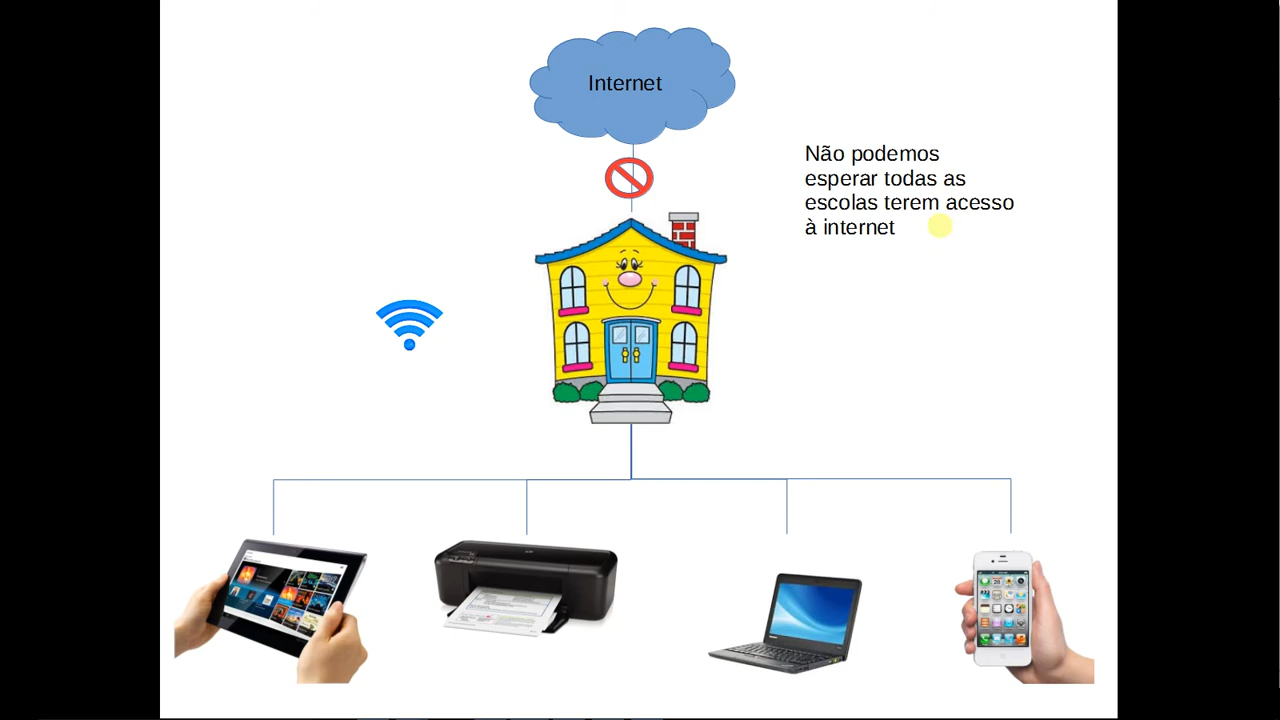 Internet
Não podemos
esperar todas as
escolas terem acesso
à internet